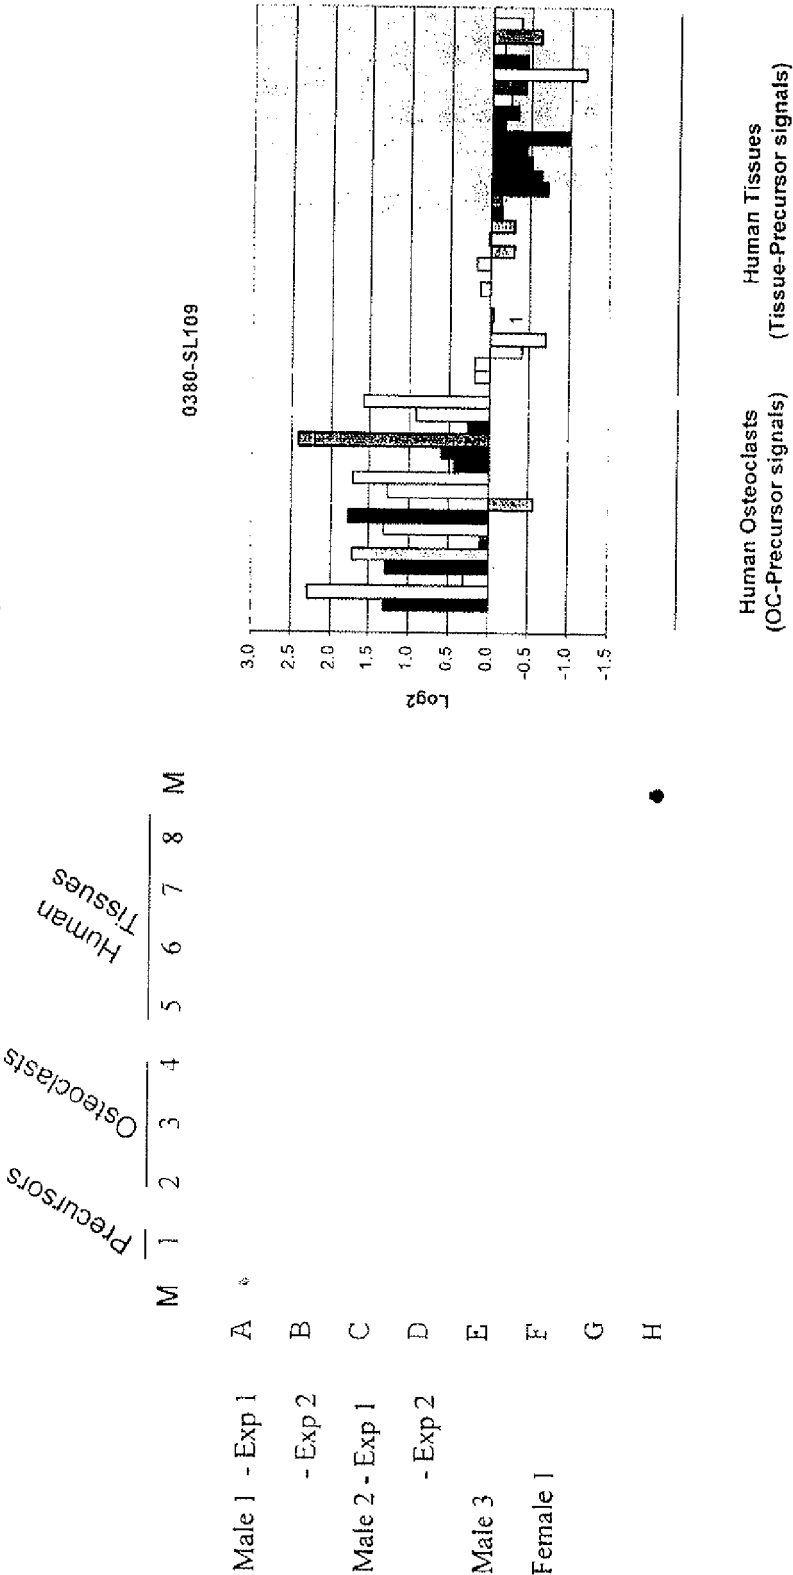 Precursors
Osteoclasts
Human
Tissues
M 1 2 3 4 5 6 7 8 M
Male 1 - Exp 1 A
- Exp 2 B
Male 2 - Exp 1 C
- Exp 2 D
Male 3 E
Female 1 F
G
H
0380-SL109
Log2
3.0
2.5
2.0
1.5
1.0
0.5
0.0
-0.5
-1.0
-1.5
1
Human Osteoclasts
(OC-Precursor signals)
Human Tissues
(Tissue-Precursor signals)